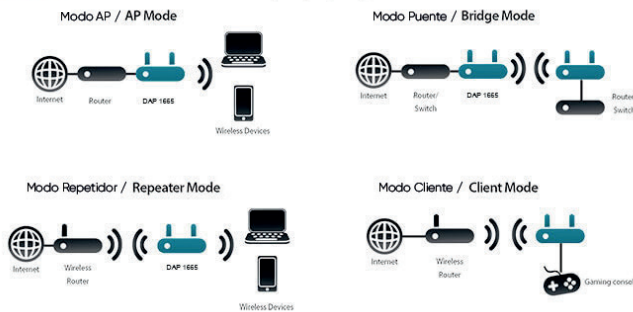 Modo AP / AP Mode
Internet
Router
DAP 1665
Wireless Devices
Modo Puente / Bridge Mode
Internet
Router/
Switch
DAP 1665
Router
Switch
Modo Repetidor / Repeater Mode
Internet
Wireless
Router
DAP 1665
Wireless Devices
Modo Cliente / Client Mode
Internet
Wireless
Router
Gaming consol